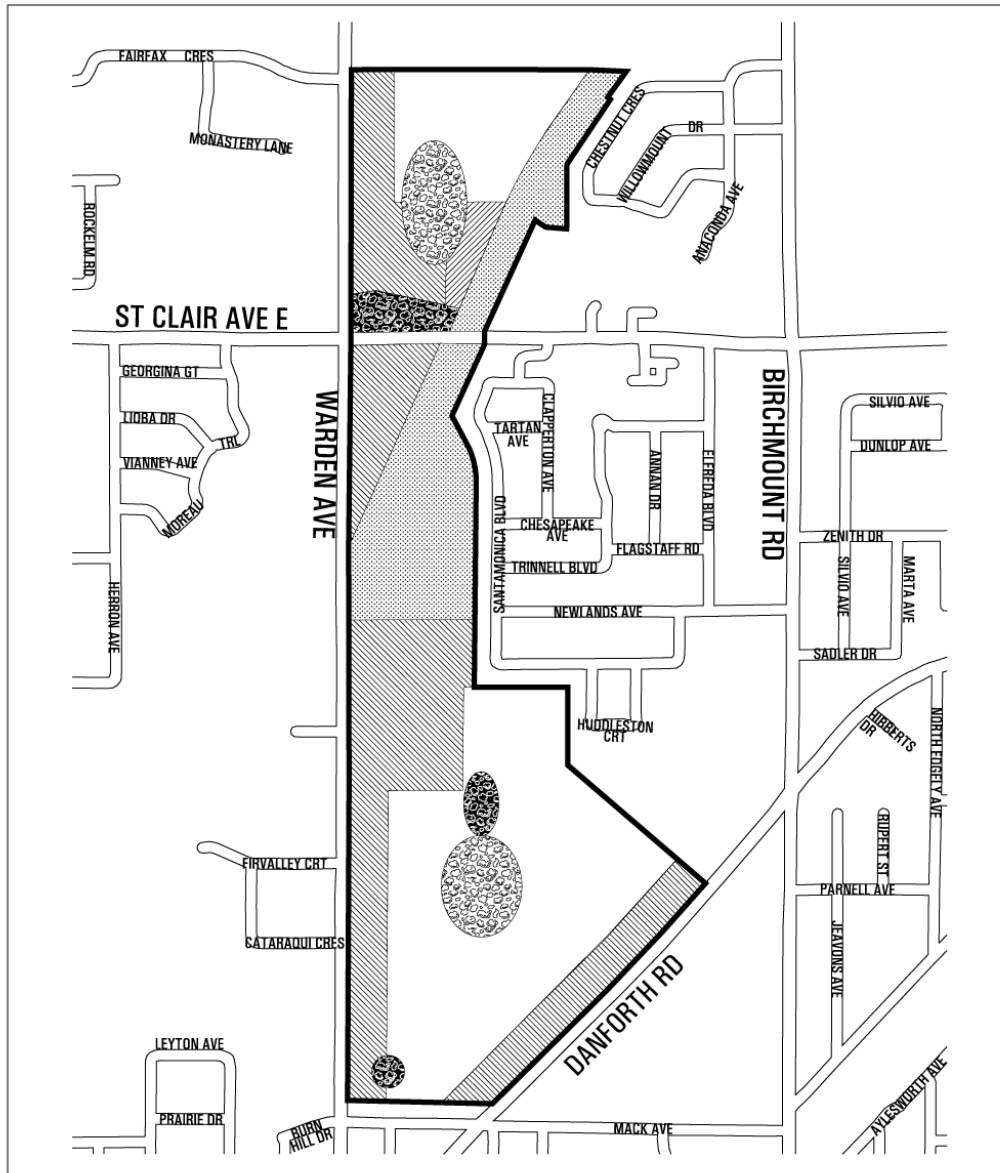 FAIRFAX CRES
MONASTERY LANE
CHESTNUT CRES
WILLOWMOUNT DR
ANACONDA AVE
ROCKELM RD
ST CLAIR AVE E
GEORGINA GT
LIOBA DR
TRL
VIANNEY AVE
MOREAU
WARDEN AVE
HERRON AVE
TARTAN
AVE
CLAPPERTON AVE
ANNAN DR
ELFREDA BLVD
BIRCHMOUNT RD
SILVIO AVE
DUNLOP AVE
SANTAMONICA BLVD
CHESAPEAKE
AVE
FLAGSTAFF RD
TRINNELL BLVD
NEWLANDS AVE
ZENITH DR
SILVIO AVE
MARTA AVE
SADLER DR
HUDDLESTON
CRT
HIBBERTS
DR
NORTH EDGELY AVE
RUPERT ST
PARNELL AVE
JEAVONS AVE
FIRVALLEY CRT
CATARAQUI CRES
DANFORTH RD
LEYTON AVE
PRAIRIE DR
BURN
HILL DR
MACK AVE
AYLESWORTH AVE